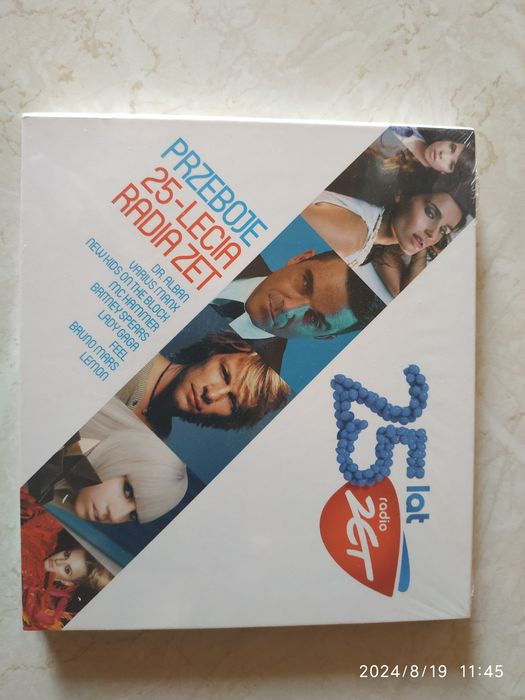 PRZEBOJE
25-LECIA
RADIA ZET
DR. ALBAN
VARIUS MANX
NEW KIDS ON THE BLOCK
MC HAMMER
BRITNEY SPEARS
LADY GAGA
FEEL
BRUNO MARS
LEMON
25 lat
radio
ZET
2024/8/19 11:45